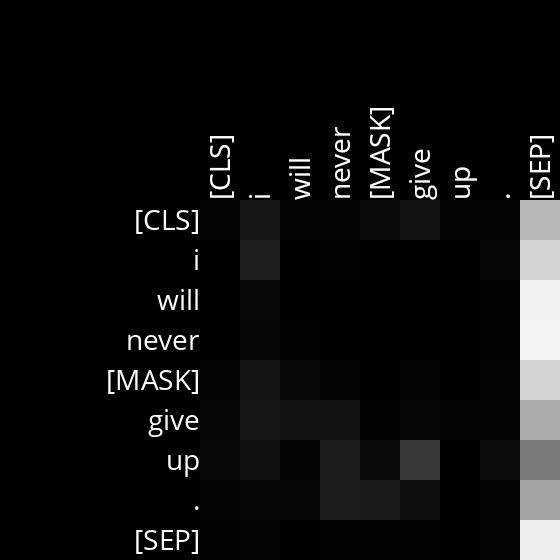 [CLS] i will never [MASK] give up . [SEP]
[CLS]
i
will
never
[MASK]
give
up
.
[SEP]